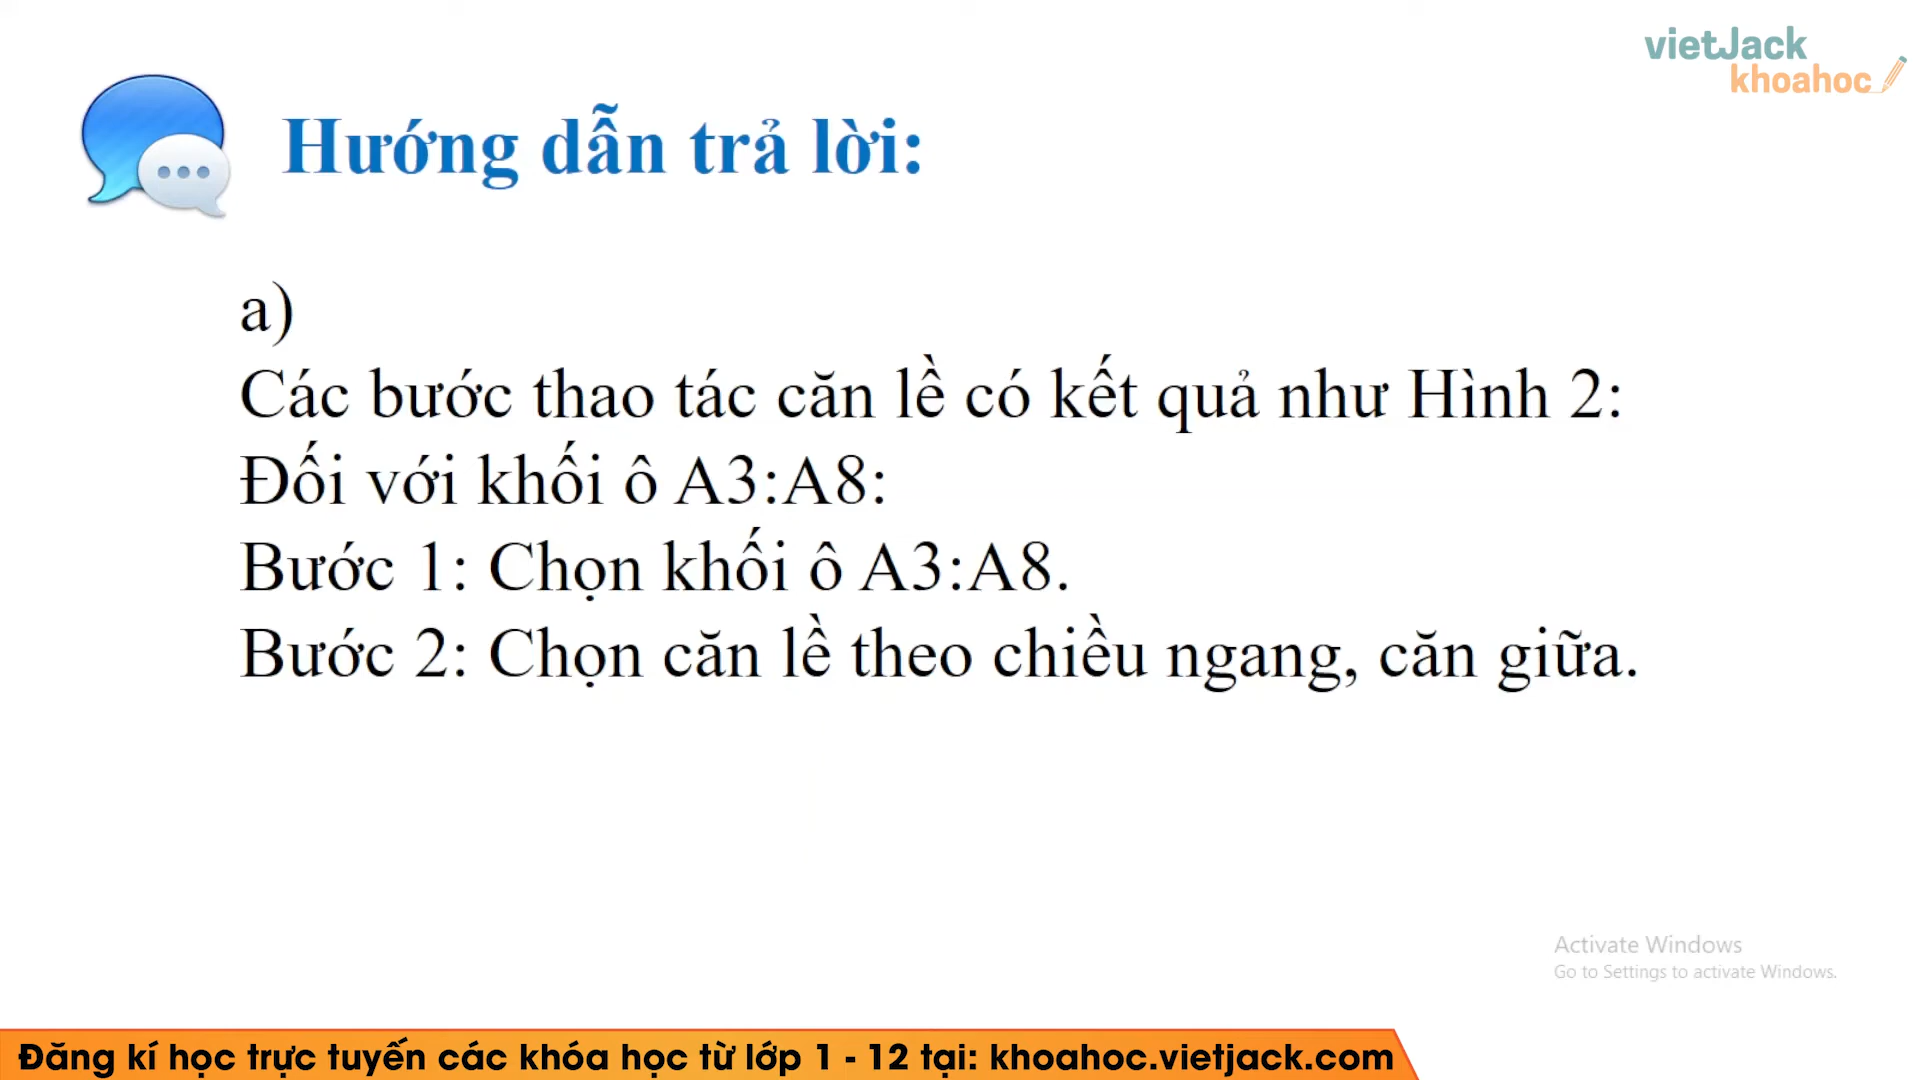 vietJack
khoahoc
Hướng dẫn trả lời:
a)
Các bước thao tác căn lề có kết quả như Hình 2:
Đối với khối ô A3:A8:
Bước 1: Chọn khối ô A3:A8.
Bước 2: Chọn căn lề theo chiều ngang, căn giữa.
Activate Windows
Go to Settings to activate Windows.
Đăng kí học trực tuyến các khóa học từ lớp 1 - 12 tại: khoahoc.vietjack.com